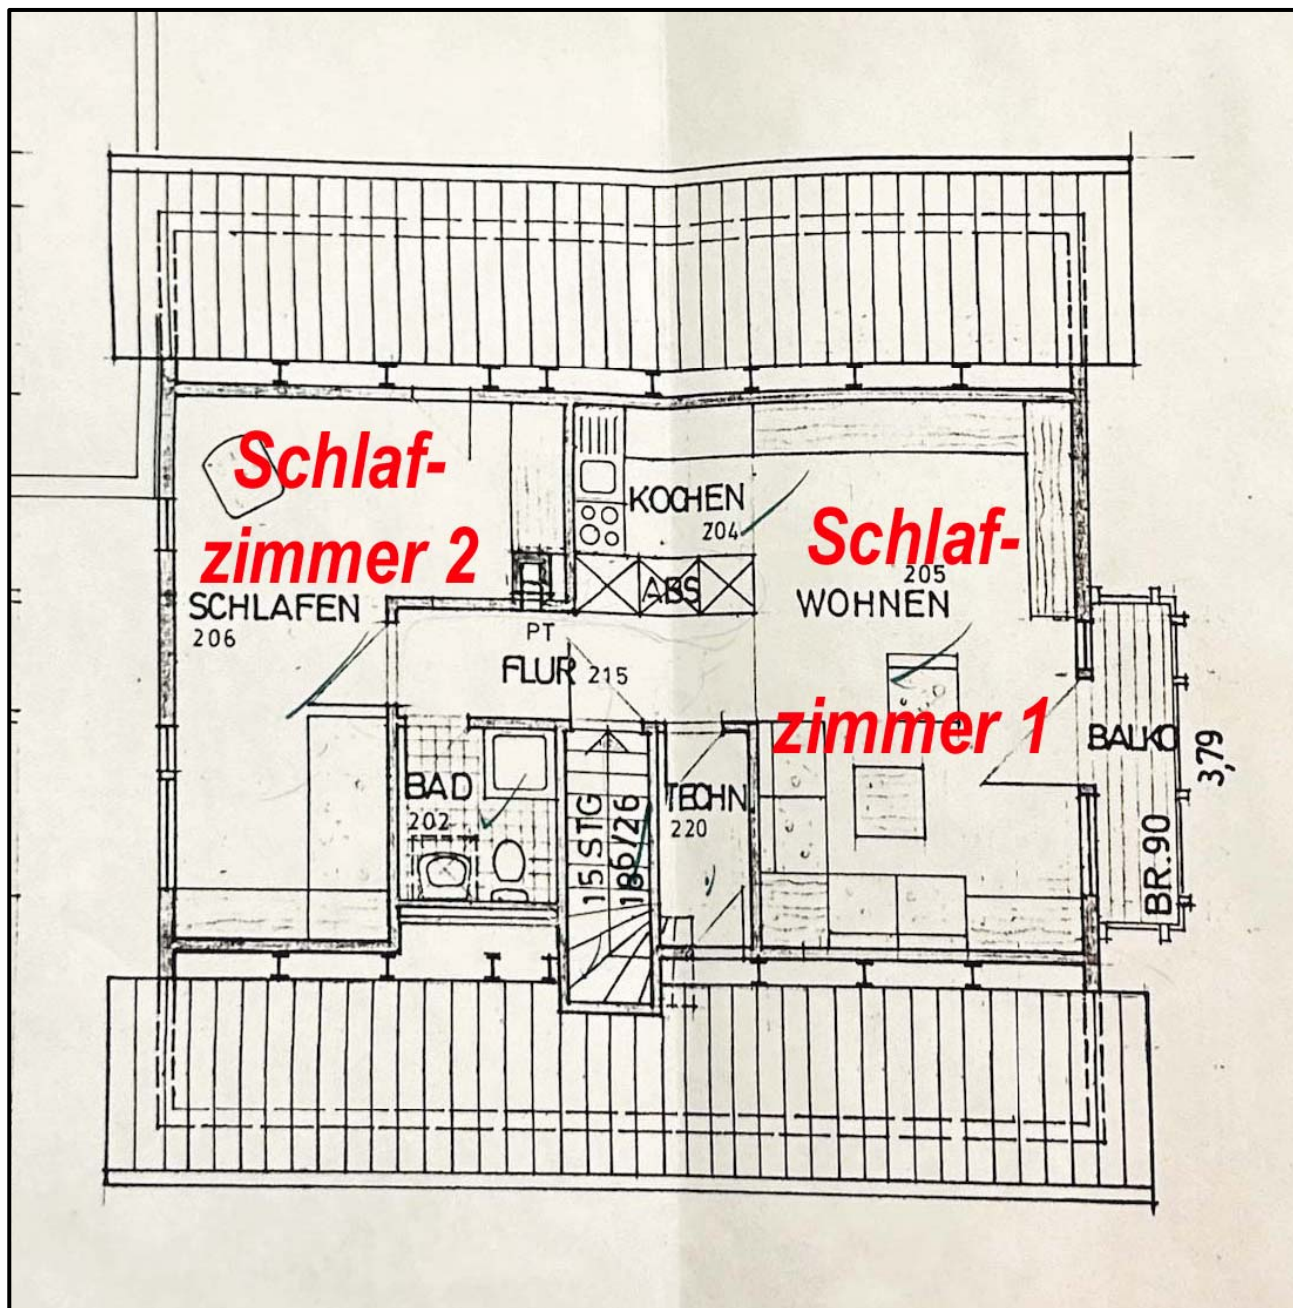 Schlaf-
zimmer 2
SCHLAFEN
206
KOCHEN
204
ABS
Schlaf-
205
WOHNEN
zimmer 1
PT
FLUR 215
BAD
202
15 STG
186/26
TECHN
220
BALKO
BR.90
3,79